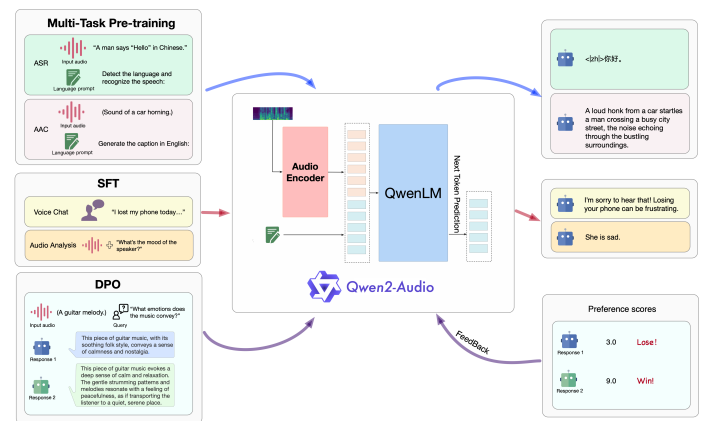 Multi-Task Pre-training
ASR
Input audio
"A man says "Hello" in Chinese."
Language prompt
Detect the language and
recognize the speech:
AAC
Input audio
(Sound of a car horning.)
Language prompt
Generate the caption in English:
SFT
Voice Chat
"I lost my phone today…"
Audio Analysis
"What's the mood of the
speaker?"
DPO
Input audio
(A guitar melody.)
Query
"What emotions does
the music convey?"
Response 1
This piece of guitar music, with its
soothing folk style, conveys a sense
of calmness and nostalgia.
Response 2
This piece of guitar music evokes a
deep sense of calm and relaxation.
The gentle strumming patterns and
melodies resonate with a feeling of
peacefulness, as if transporting the
listener to a quiet, serene place.
Audio
Encoder
QwenLM
Next Token Prediction
Qwen2-Audio
<|zh|>你好。
A loud honk from a car startles
a man crossing a busy city
street, the noise echoing
through the bustling
surroundings.
I'm sorry to hear that! Losing
your phone can be frustrating.
She is sad.
FeedBack
Preference scores
Response 1
3.0
Lose!
Response 2
9.0
Win!